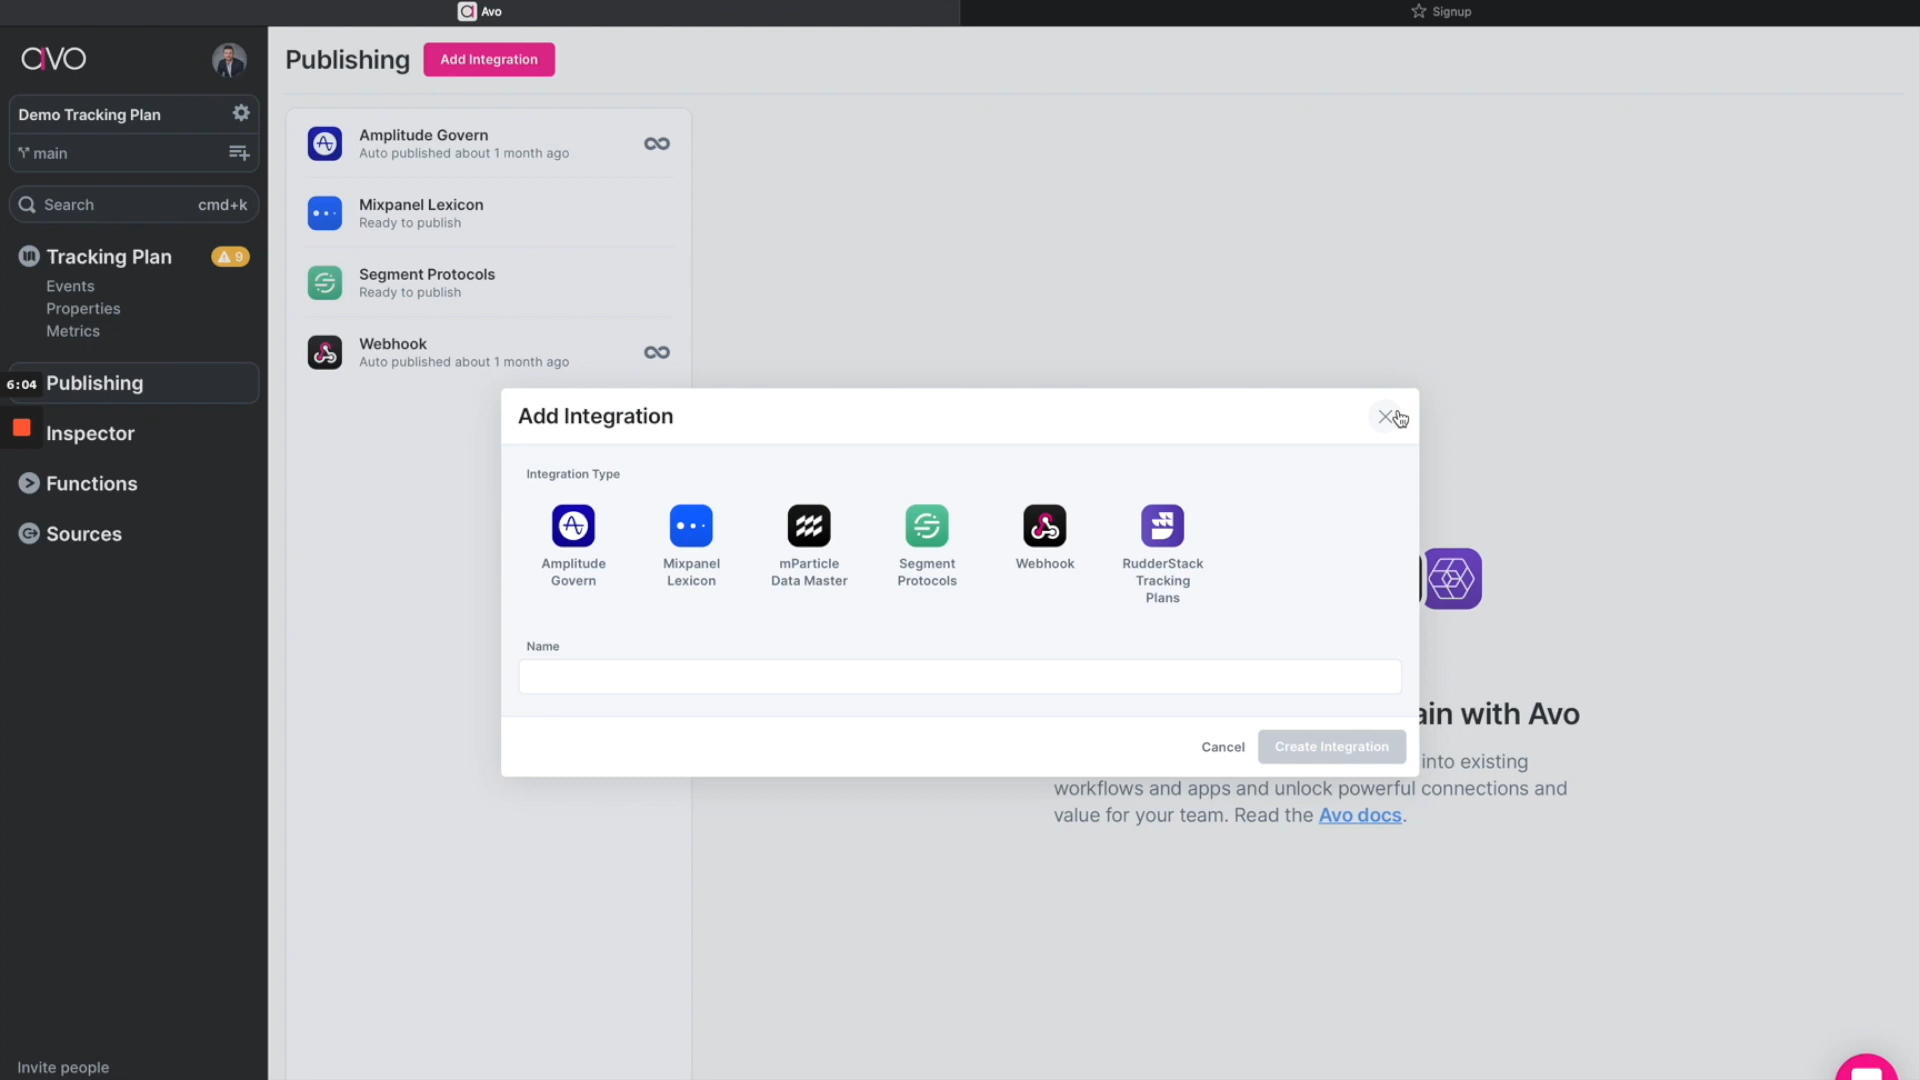 Avo
Signup
avo
Publishing
Add Integration
Demo Tracking Plan
main
Search
cmd+k
Tracking Plan
9
Events
Properties
Metrics
6:04
Publishing
Inspector
Functions
Sources
Invite people
Amplitude Govern
Auto published about 1 month ago
Mixpanel Lexicon
Ready to publish
Segment Protocols
Ready to publish
Webhook
Auto published about 1 month ago
Add Integration
Integration Type
Amplitude
Govern
Mixpanel
Lexicon
mParticle
Data Master
Segment
Protocols
Webhook
RudderStack
Tracking
Plans
Name
Cancel
Create Integration
with Avo
into existing
workflows and apps and unlock powerful connections and
value for your team. Read the Avo docs.